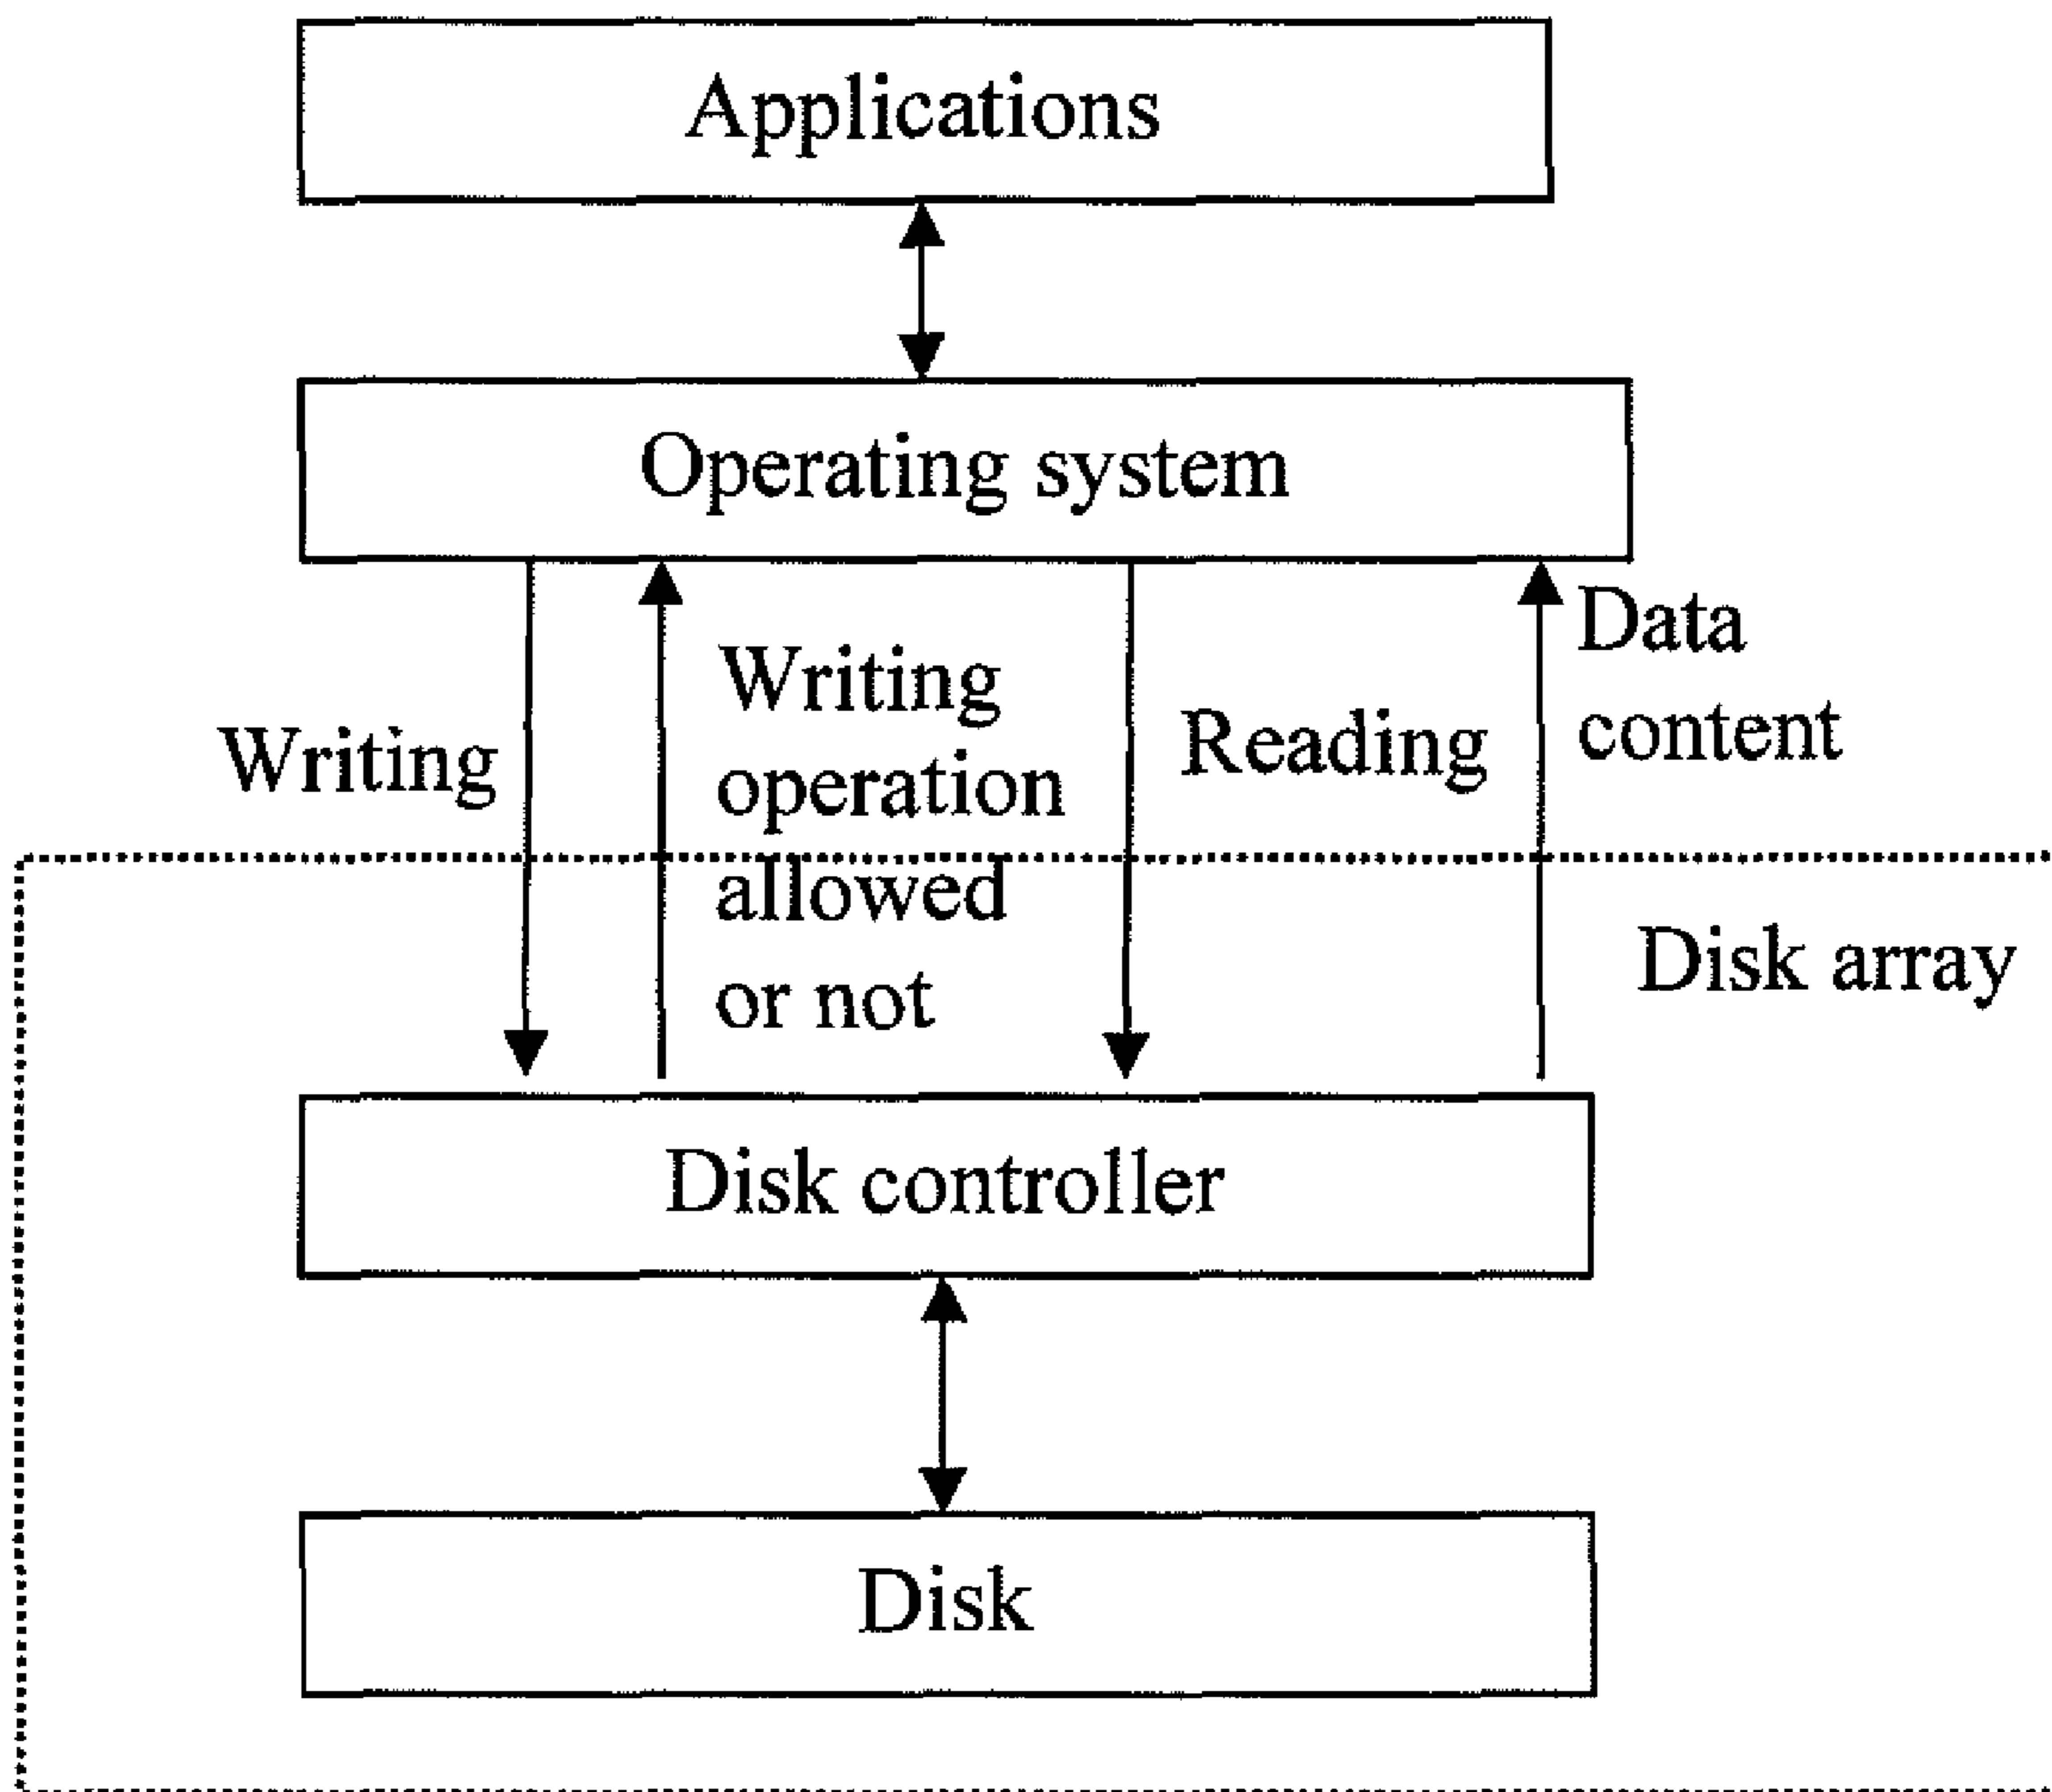 Applications
Operating system
Writing
Writing
operation
allowed
or not
Reading
Data
content
Disk array
Disk controller
Disk